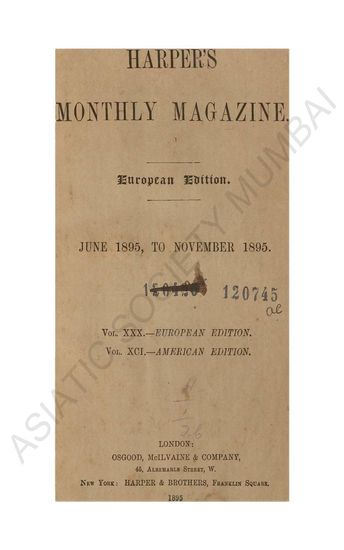 HARPER'S
MONTHLY MAGAZINE.
European Edition.
JUNE 1895, TO NOVEMBER 1895.
120745
Vol. XXX.—EUROPEAN EDITION.
Vol. XCI.—AMERICAN EDITION.
26
LONDON:
OSGOOD, McILVAINE & COMPANY,
45, Albemarle Street, W.
New York: HARPER & BROTHERS, Franklin Square.
1895
ASIATIC SOCIETY MUMBAI